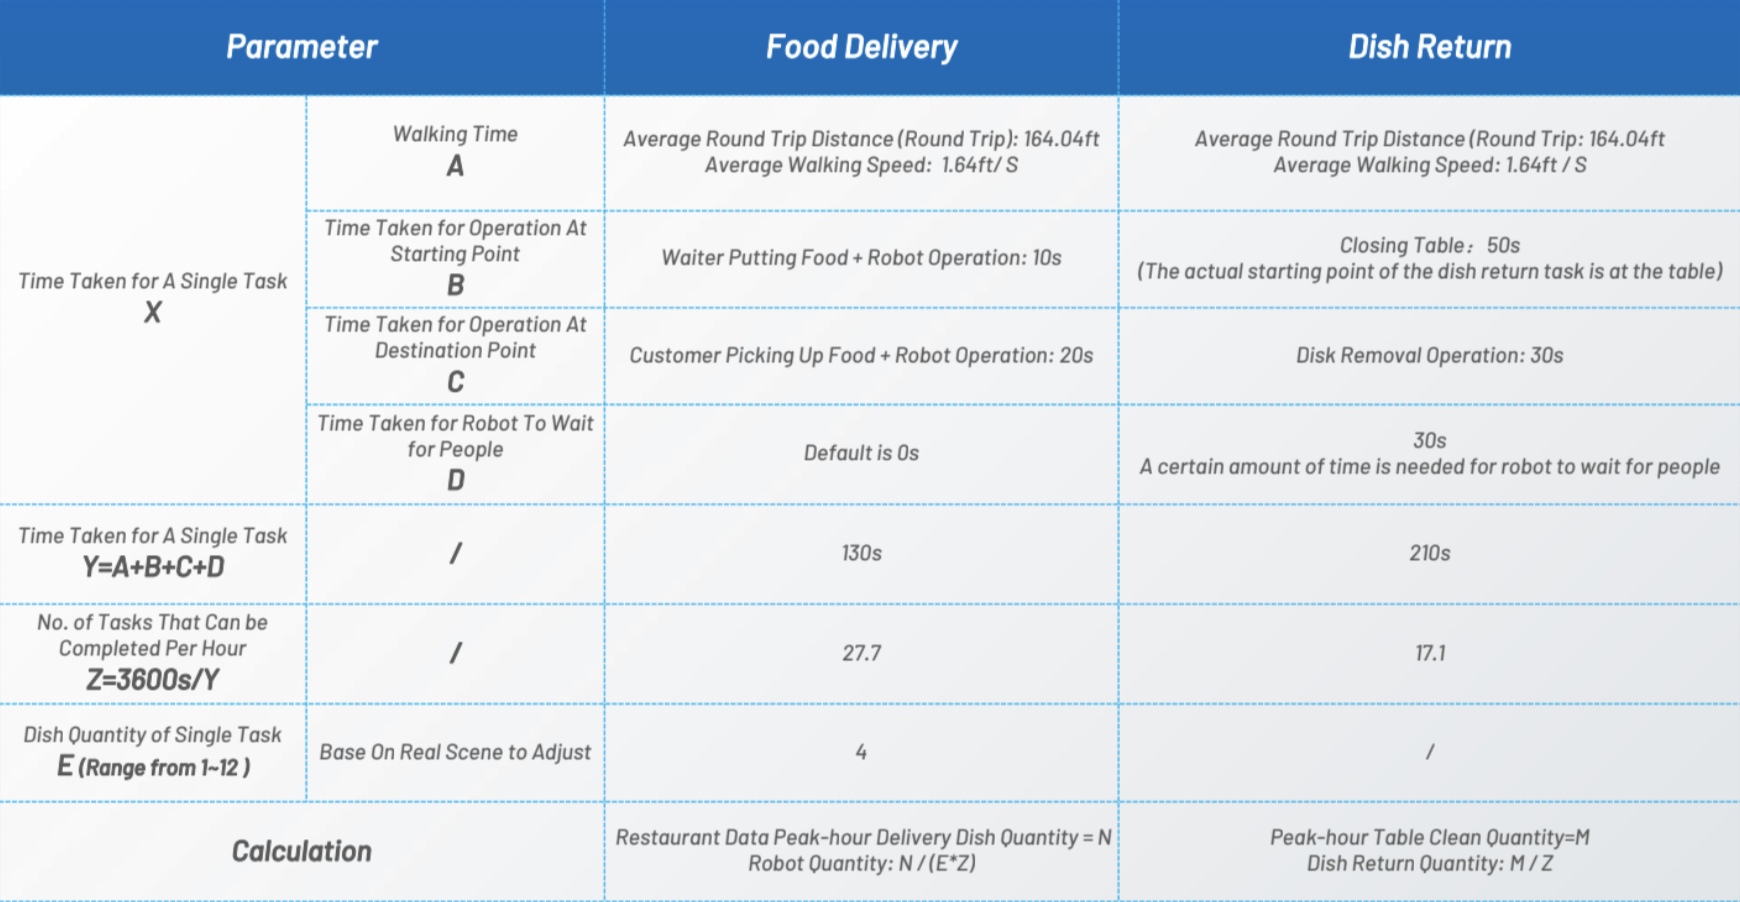 Parameter
Food Delivery
Dish Return
Time Taken for A Single Task
X
Walking Time
A
Average Round Trip Distance (Round Trip): 164.04ft
Average Walking Speed: 1.64ft/ S
Average Round Trip Distance (Round Trip: 164.04ft
Average Walking Speed: 1.64ft / S
Time Taken for Operation At
Starting Point
B
Waiter Putting Food + Robot Operation: 10s
Closing Table： 50s
(The actual starting point of the dish return task is at the table)
Time Taken for Operation At
Destination Point
C
Customer Picking Up Food + Robot Operation: 20s
Disk Removal Operation: 30s
Time Taken for Robot To Wait
for People
D
Default is 0s
30s
A certain amount of time is needed for robot to wait for people
Time Taken for A Single Task
Y=A+B+C+D
/
130s
210s
No. of Tasks That Can be
Completed Per Hour
Z=3600s/Y
/
27.7
17.1
Dish Quantity of Single Task
E (Range from 1~12 )
Base On Real Scene to Adjust
4
/
Calculation
Restaurant Data Peak-hour Delivery Dish Quantity = N
Robot Quantity: N / (E*Z)
Peak-hour Table Clean Quantity=M
Dish Return Quantity: M / Z